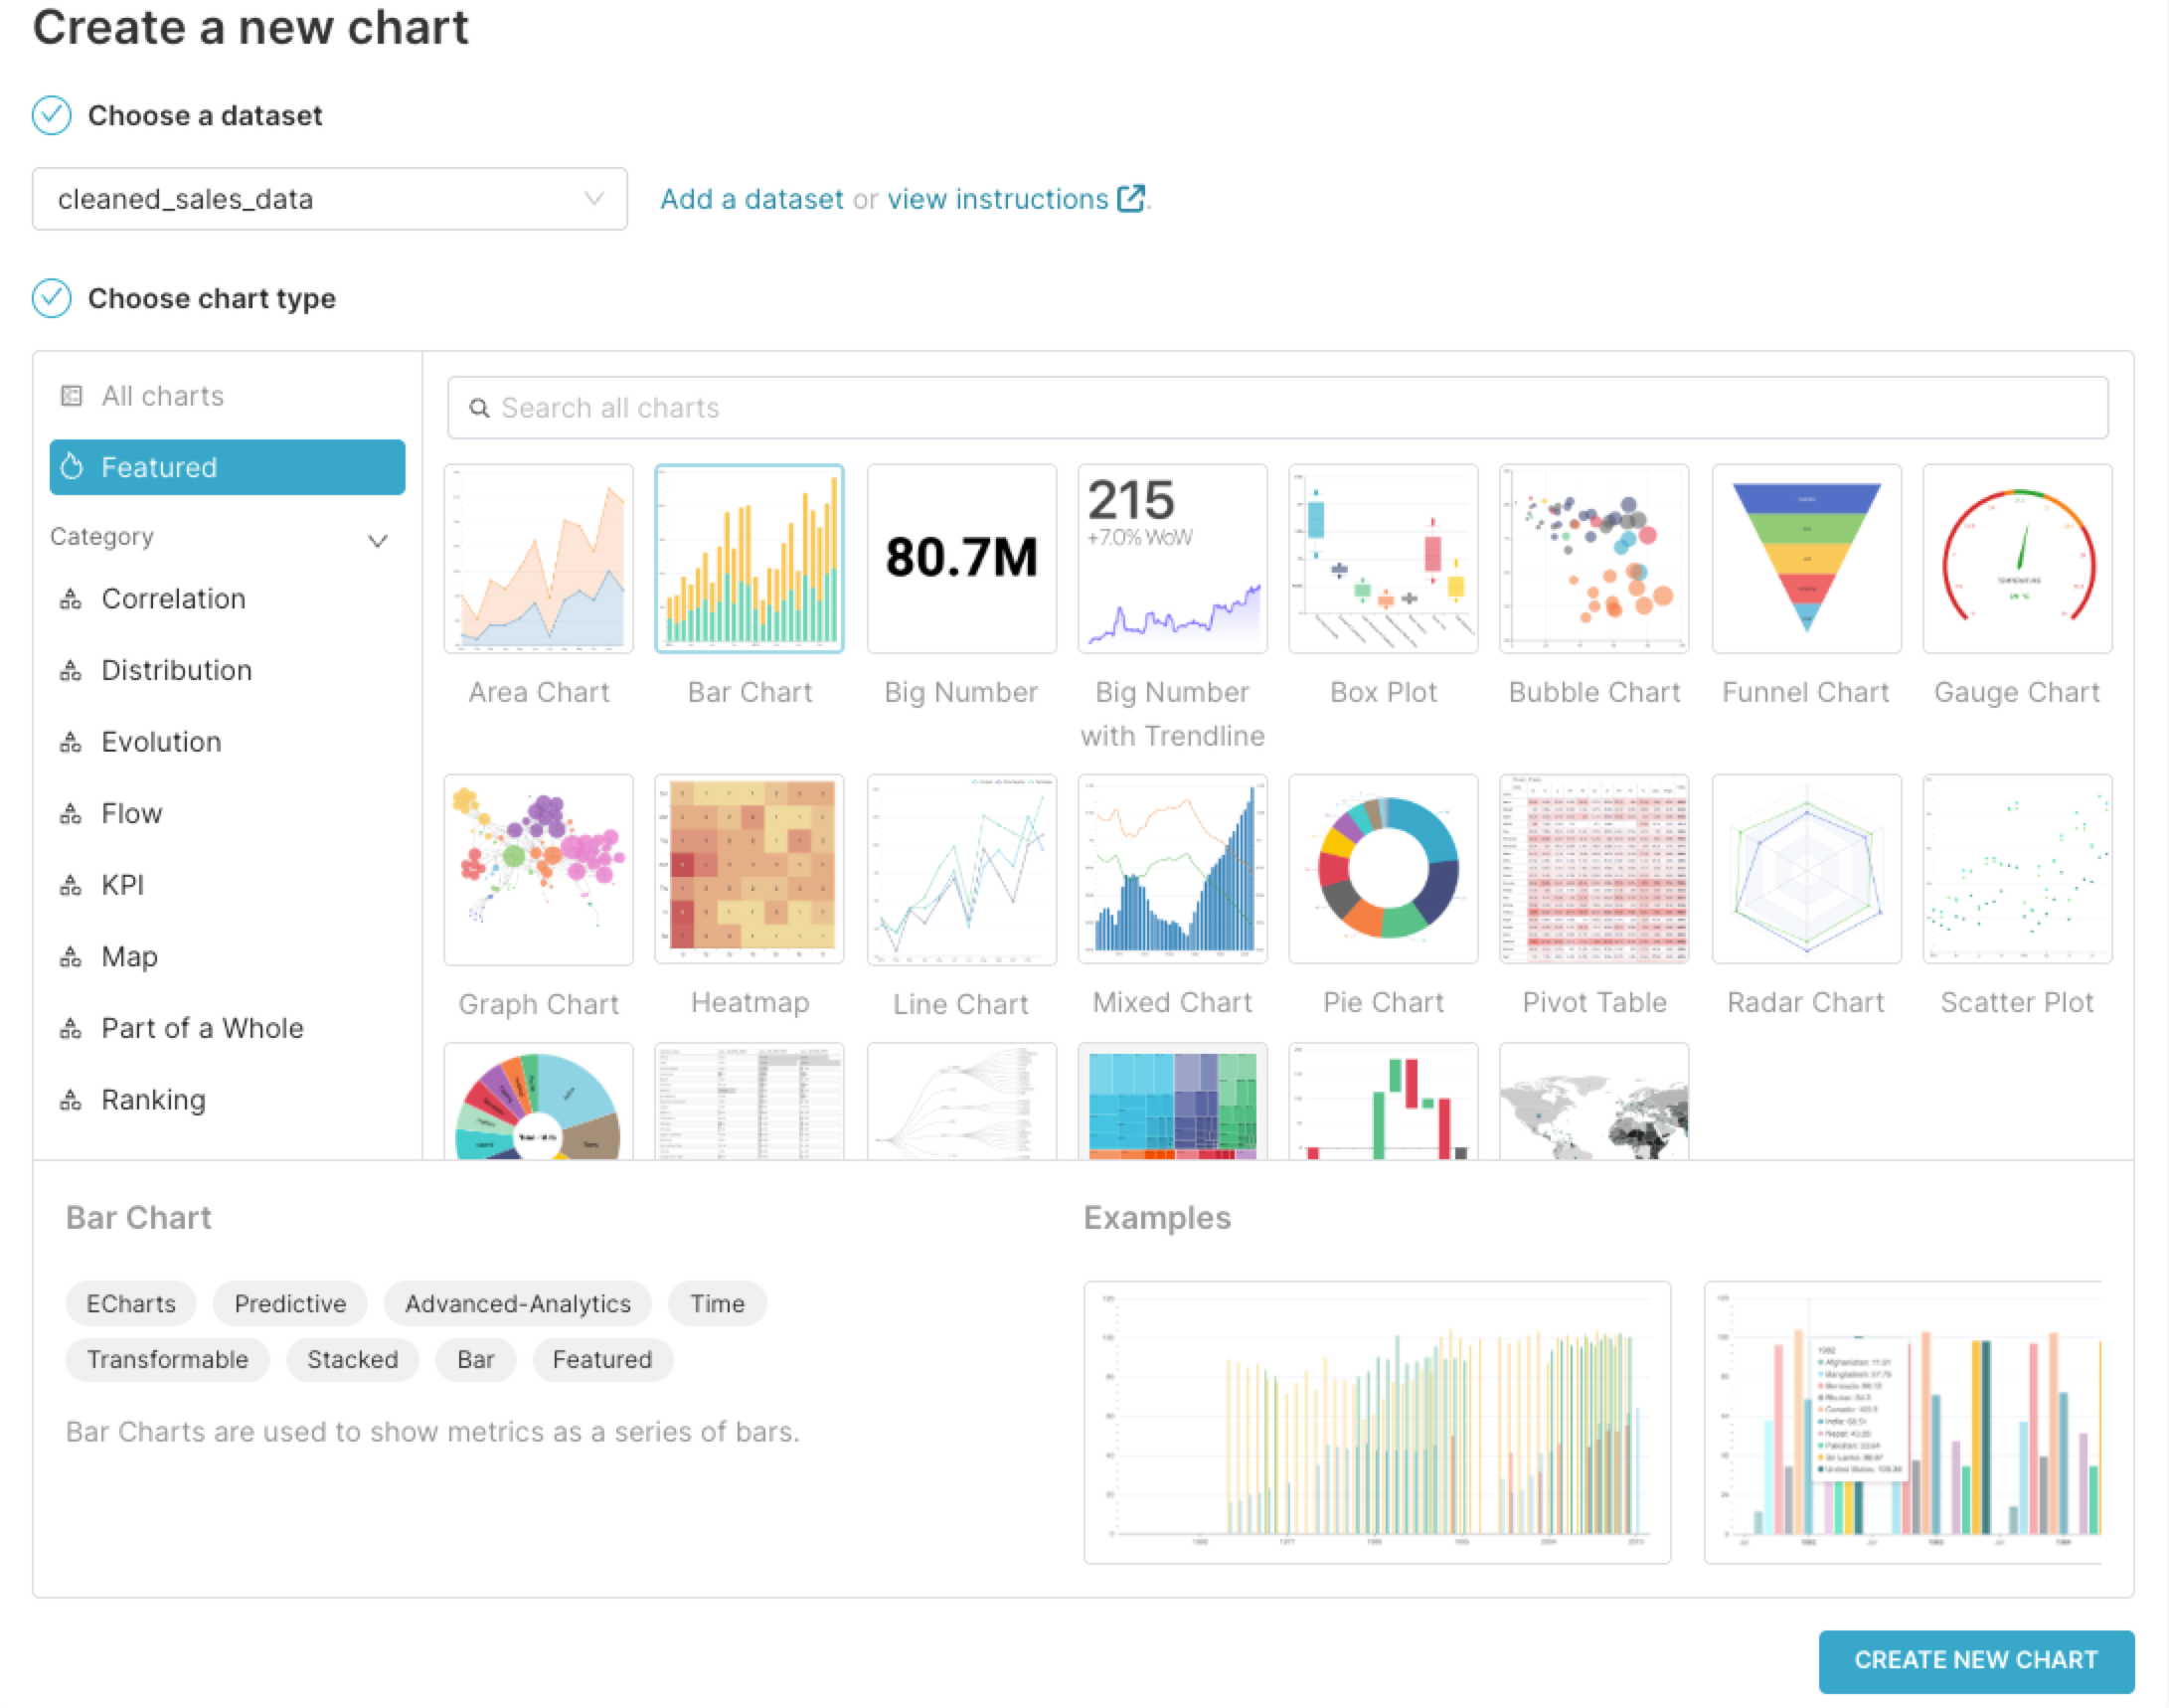 Create a new chart
Choose a dataset
cleaned_sales_data
Add a dataset or view instructions.
Choose chart type
All charts
Featured
Category
Correlation
Distribution
Evolution
Flow
KPI
Map
Part of a Whole
Ranking
Search all charts
80.7M
215
+7.0% WoW
Area Chart
Bar Chart
Big Number
Big Number
with Trendline
Box Plot
Bubble Chart
Funnel Chart
Gauge Chart
Graph Chart
Heatmap
Line Chart
Mixed Chart
Pie Chart
Pivot Table
Radar Chart
Scatter Plot
Bar Chart
ECharts
Predictive
Advanced-Analytics
Time
Transformable
Stacked
Bar
Featured
Bar Charts are used to show metrics as a series of bars.
Examples
CREATE NEW CHART